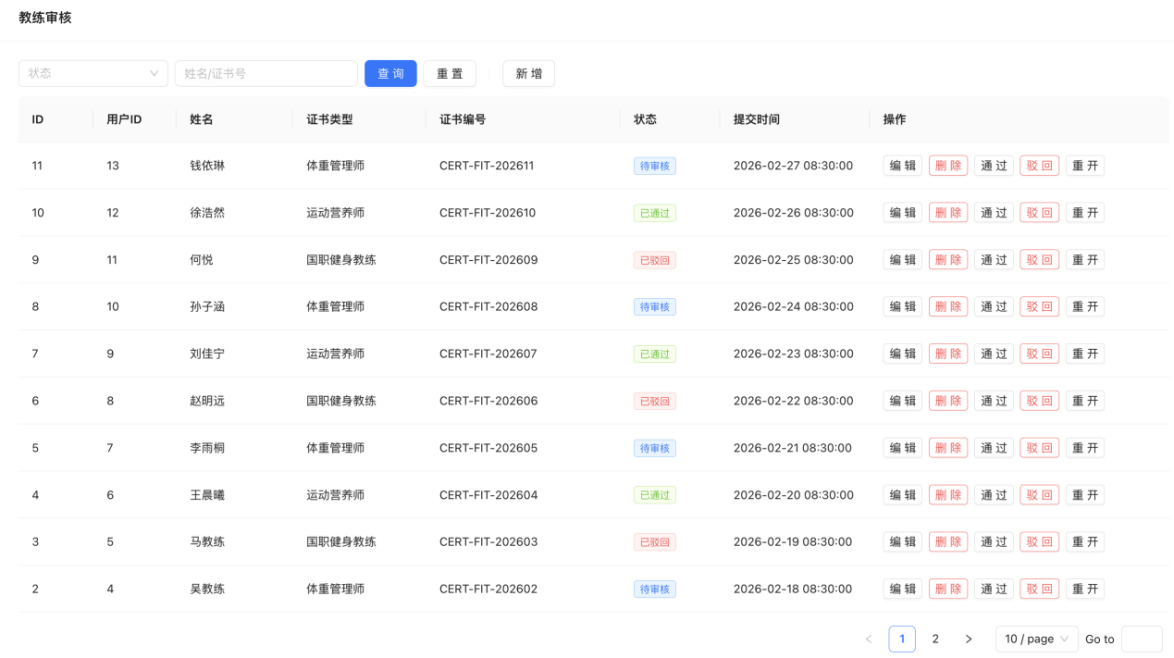 教练审核
状态 姓名/证书号 查 询 重 置 新 增
ID 用户ID 姓名 证书类型 证书编号 状态 提交时间 操作
11 13 钱依琳 体重管理师 CERT-FIT-202611 待审核 2026-02-27 08:30:00 编 辑 删 除 通 过 驳 回 重 开
10 12 徐浩然 运动营养师 CERT-FIT-202610 已通过 2026-02-26 08:30:00 编 辑 删 除 通 过 驳 回 重 开
9 11 何悦 国职健身教练 CERT-FIT-202609 已驳回 2026-02-25 08:30:00 编 辑 删 除 通 过 驳 回 重 开
8 10 孙子涵 体重管理师 CERT-FIT-202608 待审核 2026-02-24 08:30:00 编 辑 删 除 通 过 驳 回 重 开
7 9 刘佳宁 运动营养师 CERT-FIT-202607 已通过 2026-02-23 08:30:00 编 辑 删 除 通 过 驳 回 重 开
6 8 赵明远 国职健身教练 CERT-FIT-202606 已驳回 2026-02-22 08:30:00 编 辑 删 除 通 过 驳 回 重 开
5 7 李雨桐 体重管理师 CERT-FIT-202605 待审核 2026-02-21 08:30:00 编 辑 删 除 通 过 驳 回 重 开
4 6 王晨曦 运动营养师 CERT-FIT-202604 已通过 2026-02-20 08:30:00 编 辑 删 除 通 过 驳 回 重 开
3 5 马教练 国职健身教练 CERT-FIT-202603 已驳回 2026-02-19 08:30:00 编 辑 删 除 通 过 驳 回 重 开
2 4 吴教练 体重管理师 CERT-FIT-202602 待审核 2026-02-18 08:30:00 编 辑 删 除 通 过 驳 回 重 开
< 1 2 > 10 / page Go to